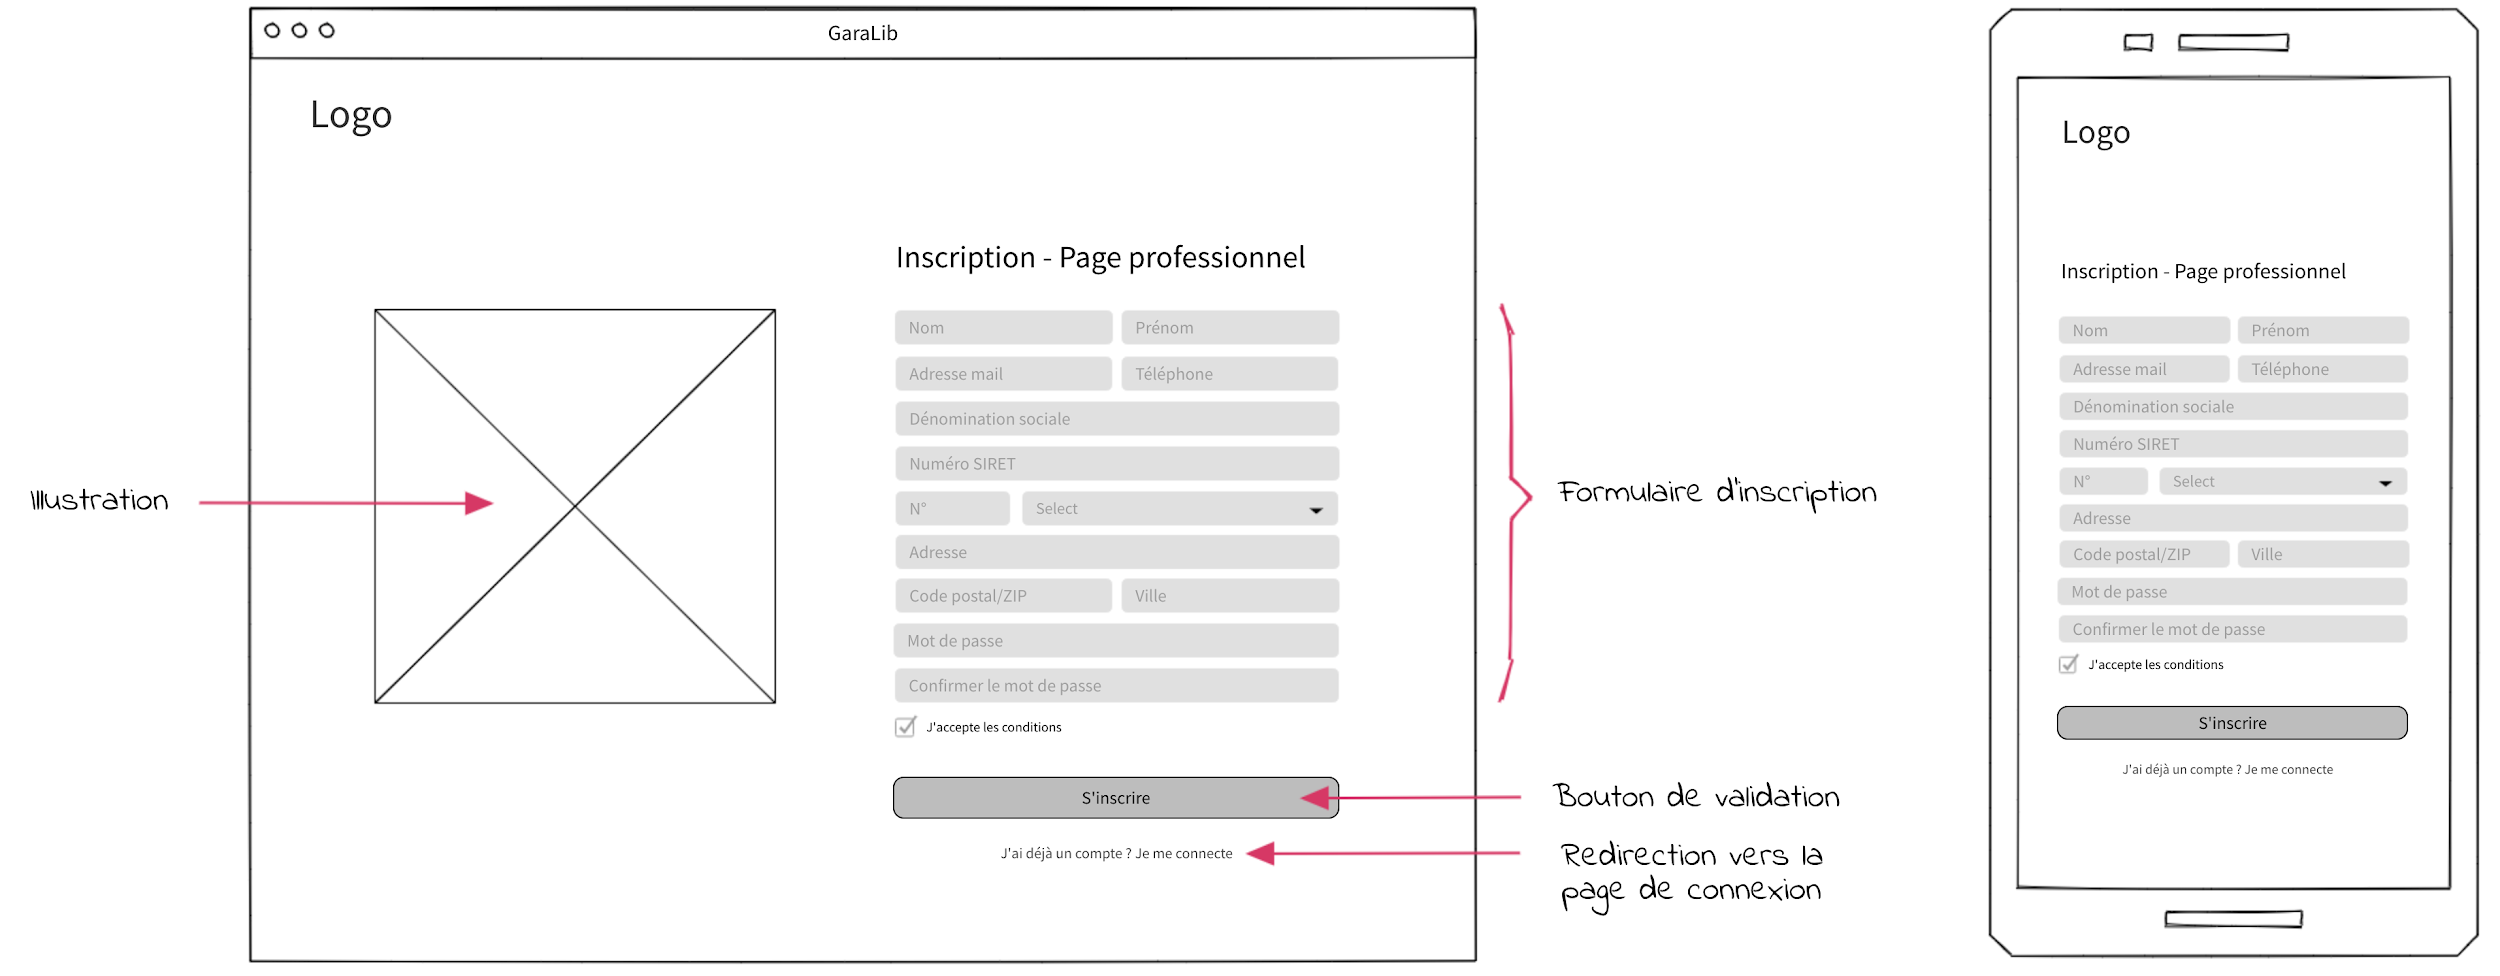 GaraLib
Logo
Inscription - Page professionnel
Nom
Prénom
Adresse mail
Téléphone
Dénomination sociale
Numéro SIRET
N°
Select
Adresse
Code postal/ZIP
Ville
Mot de passe
Confirmer le mot de passe
J'accepte les conditions
S'inscrire
J'ai déjà un compte ? Je me connecte
Illustration
Formulaire d'inscription
Bouton de validation
Redirection vers la
page de connexion
Logo
Inscription - Page professionnel
Nom
Prénom
Adresse mail
Téléphone
Dénomination sociale
Numéro SIRET
N°
Select
Adresse
Code postal/ZIP
Ville
Mot de passe
Confirmer le mot de passe
J'accepte les conditions
S'inscrire
J'ai déjà un compte ? Je me connecte